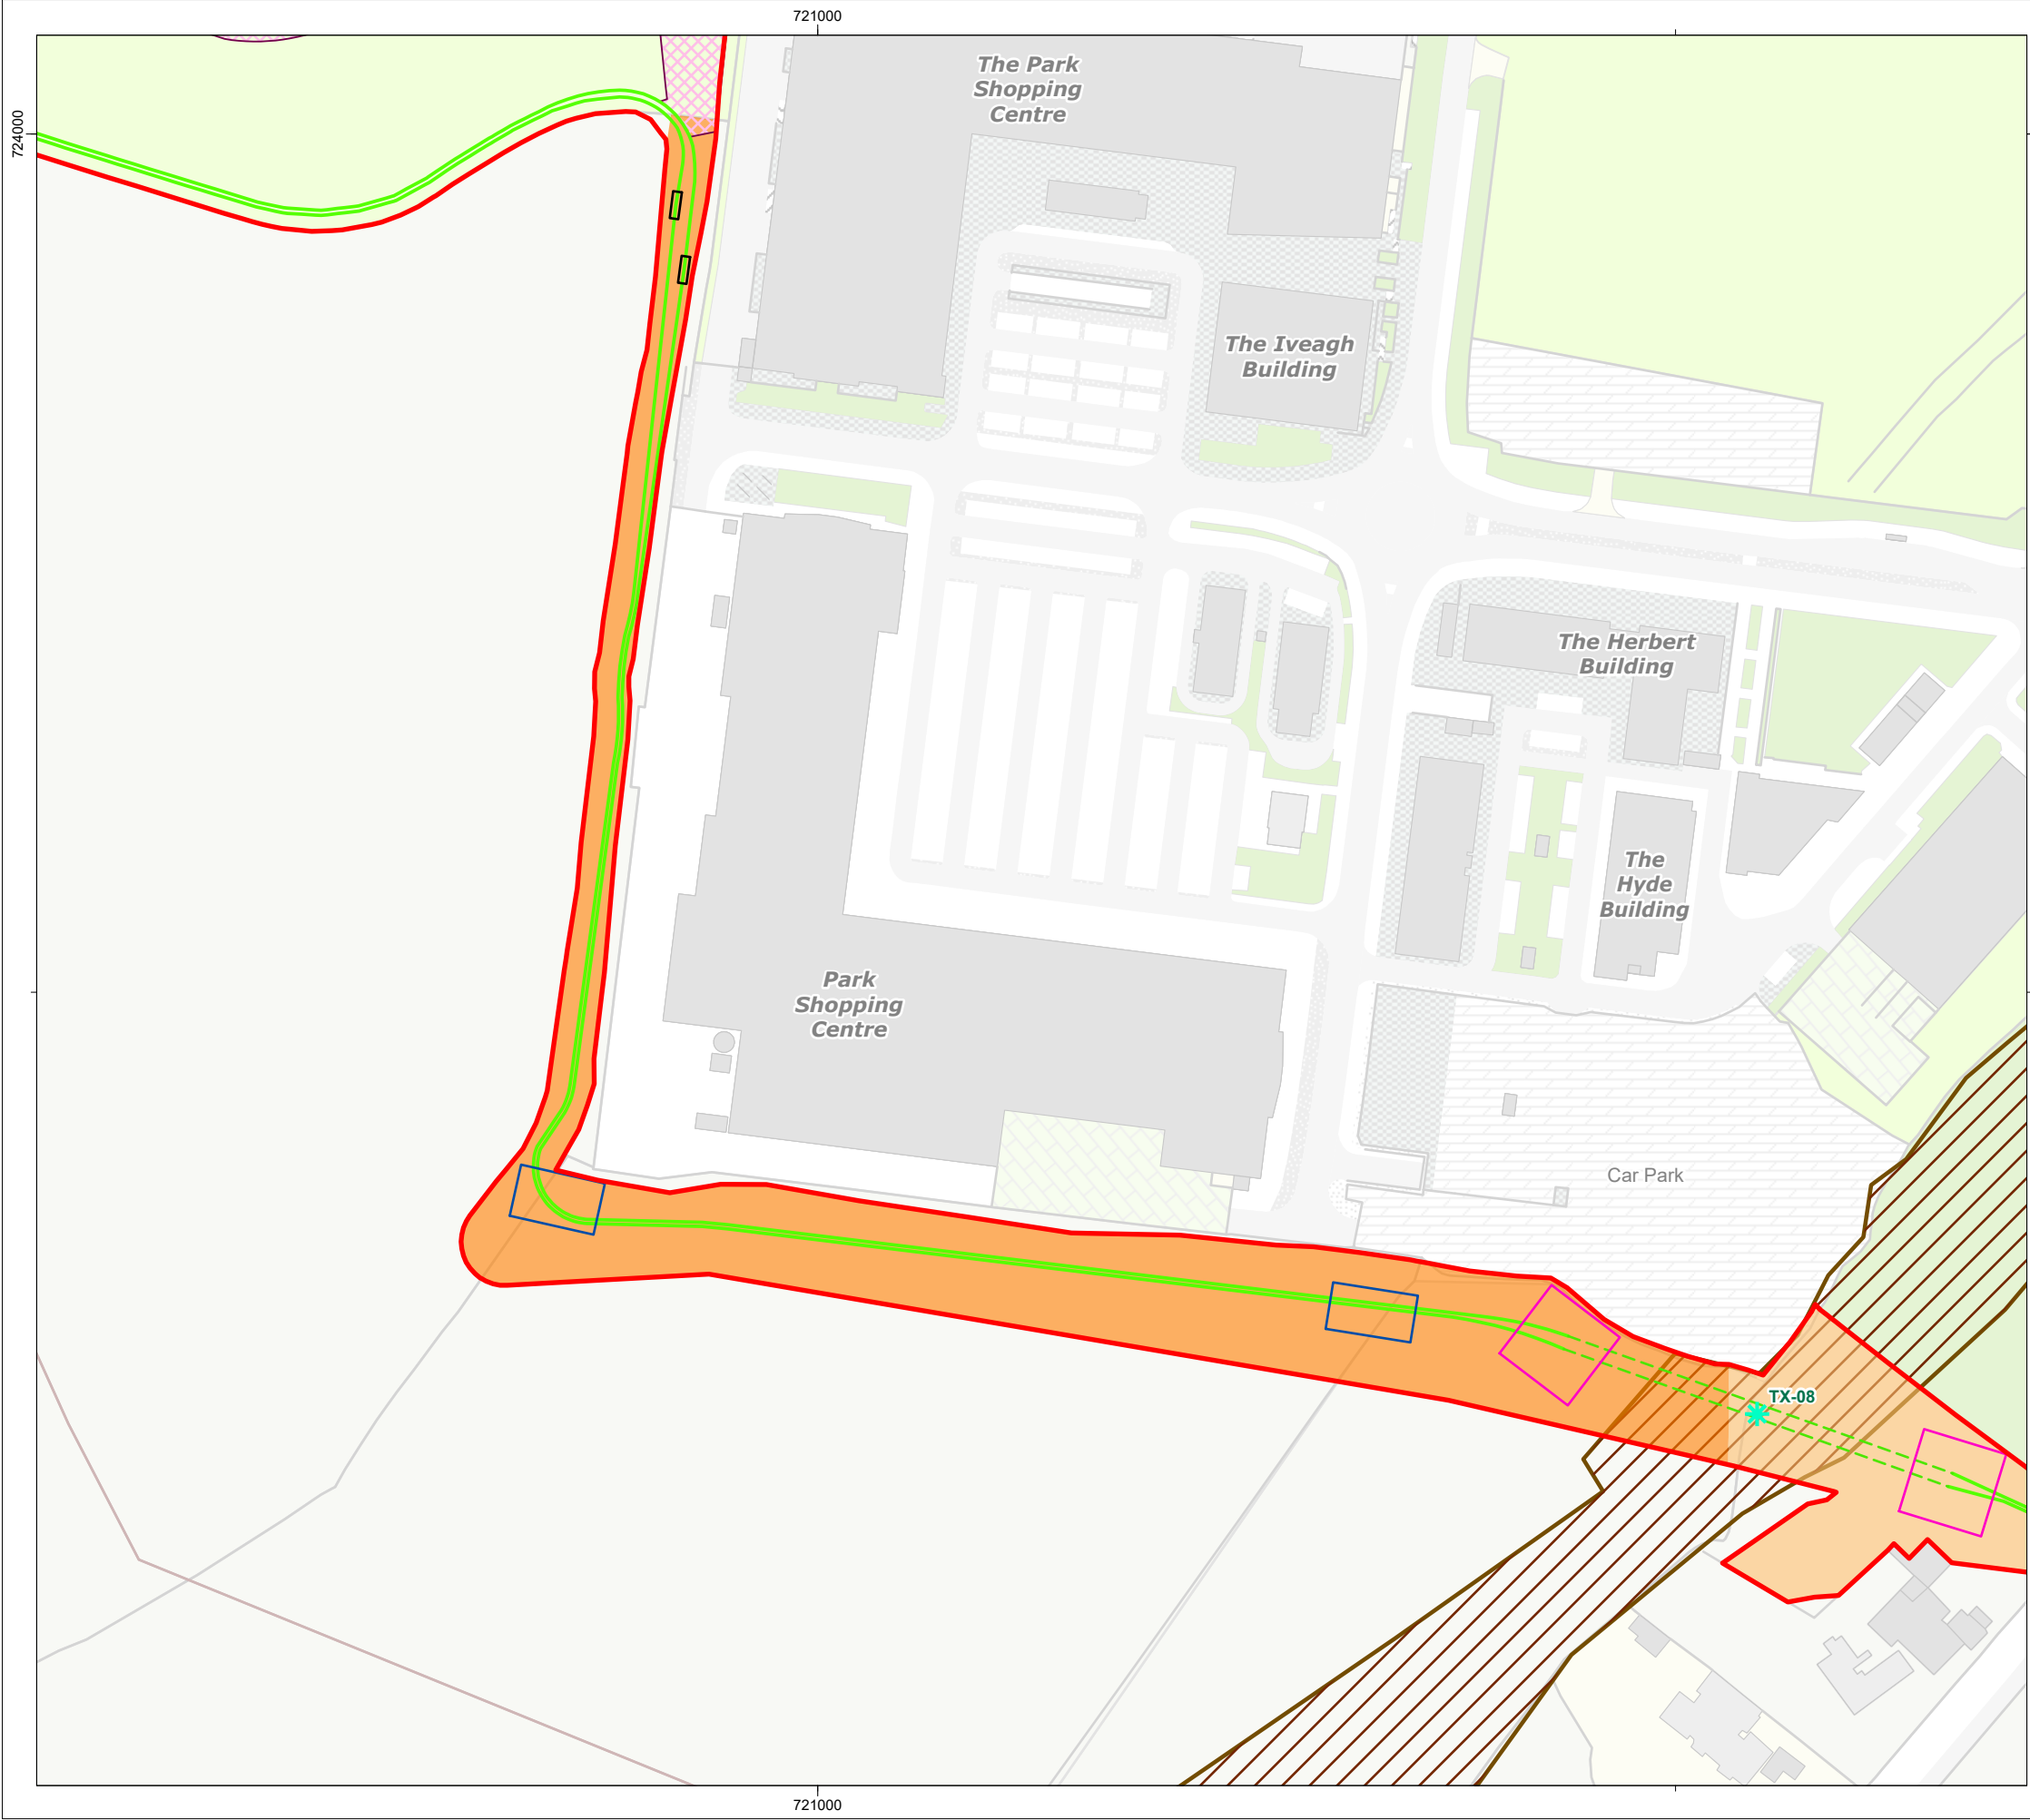 721000
724000
The Park
Shopping
Centre
The Iveagh
Building
The Herbert
Building
The
Hyde
Building
Park
Shopping
Centre
Car Park
TX-08
721000